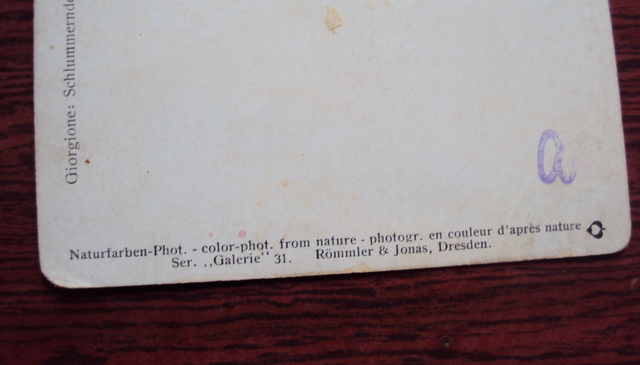 Giorgione: Schlummernde
a
Naturfarben-Phot. - color-phot. from nature - photogr. en couleur d'après nature
Ser. „Galerie“ 31. Römmler & Jonas, Dresden.